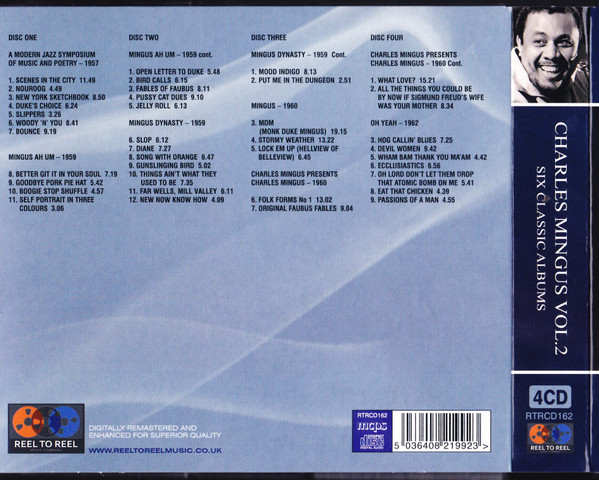 DISC ONE
A MODERN JAZZ SYMPOSIUM
OF MUSIC AND POETRY – 1957
1. SCENES IN THE CITY 11.49
2. NOUROOG 4.49
3. NEW YORK SKETCHBOOK 8.50
4. DUKE'S CHOICE 6.24
5. SLIPPERS 3.26
6. WOODY 'N' YOU 8.41
7. BOUNCE 9.19
MINGUS AH UM – 1959
8. BETTER GIT IT IN YOUR SOUL 7.19
9. GOODBYE PORK PIE HAT 5.42
10. BOOGIE STOP SHUFFLE 4.57
11. SELF PORTRAIT IN THREE
COLOURS 3.06
DISC TWO
MINGUS AH UM – 1959 cont.
1. OPEN LETTER TO DUKE 5.48
2. BIRD CALLS 6.15
3. FABLES OF FAUBUS 8.11
4. PUSSY CAT DUES 9.10
5. JELLY ROLL 6.13
MINGUS DYNASTY – 1959
6. SLOP 6.12
7. DIANE 7.27
8. SONG WITH ORANGE 6.47
9. GUNSLINGING BIRD 5.02
10. THINGS AIN'T WHAT THEY
USED TO BE 7.35
11. FAR WELLS, MILL VALLEY 6.11
12. NEW NOW KNOW HOW 4.09
DISC THREE
MINGUS DYNASTY – 1959 Cont.
1. MOOD INDIGO 8.13
2. PUT ME IN THE DUNGEON 2.51
MINGUS – 1960
3. MDM
(MONK DUKE MINGUS) 19.15
4. STORMY WEATHER 13.22
5. LOCK EM UP (HELLVIEW OF
BELLEVIEW) 6.45
CHARLES MINGUS PRESENTS
CHARLES MINGUS – 1960
6. FOLK FORMS No 1 13.02
7. ORIGINAL FAUBUS FABLES 9.04
DISC FOUR
CHARLES MINGUS PRESENTS
CHARLES MINGUS – 1960 Cont.
1. WHAT LOVE? 15.21
2. ALL THE THINGS YOU COULD
BE BY NOW IF SIGMUND FREUD'S WIFE
WAS YOUR MOTHER 8.34
OH YEAH – 1962
3. HOG CALLIN' BLUES 7.25
4. DEVIL WOMEN 9.42
5. WHAM BAM THANK YOU MA'AM 4.42
6. ECCLUSIASTICS 6.56
7. OH LORD DON'T LET THEM DROP
THAT ATOMIC BOMB ON ME 5.41
8. EAT THAT CHICKEN 4.39
9. PASSIONS OF A MAN 4.55
CHARLES MINGUS VOL.2
SIX CLASSIC ALBUMS
4CD
RTRCD162
REEL TO REEL
REEL TO REEL
DIGITALLY REMASTERED AND
ENHANCED FOR SUPERIOR QUALITY
WWW.REELTOREELMUSIC.CO.UK
RTRCD162
mcps
COMPACT
disc
DIGITAL AUDIO
5 036408 219923 >